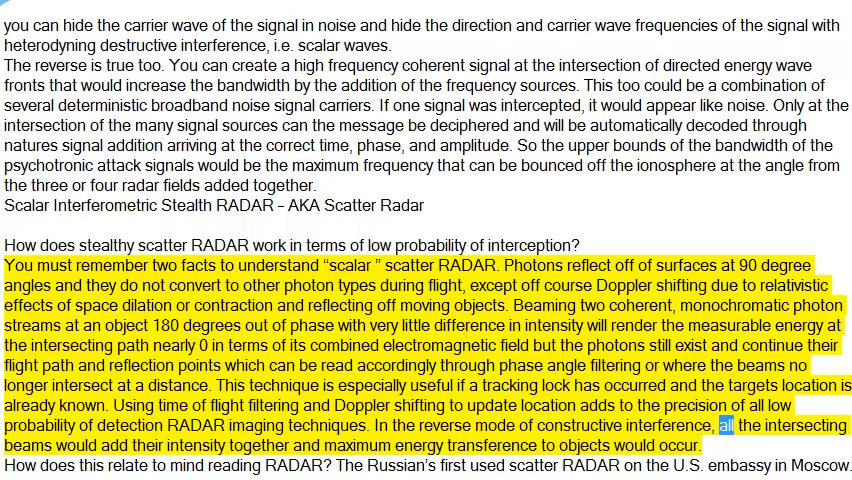 you can hide the carrier wave of the signal in noise and hide the direction and carrier wave frequencies of the signal with
heterodyning destructive interference, i.e. scalar waves.
The reverse is true too. You can create a high frequency coherent signal at the intersection of directed energy wave
fronts that would increase the bandwidth by the addition of the frequency sources. This too could be a combination of
several deterministic broadband noise signal carriers. If one signal was intercepted, it would appear like noise. Only at the
intersection of the many signal sources can the message be deciphered and will be automatically decoded through
natures signal addition arriving at the correct time, phase, and amplitude. So the upper bounds of the bandwidth of the
psychotronic attack signals would be the maximum frequency that can be bounced off the ionosphere at the angle from
the three or four radar fields added together.
Scalar Interferometric Stealth RADAR – AKA Scatter Radar
How does stealthy scatter RADAR work in terms of low probability of interception?
You must remember two facts to understand “scalar ” scatter RADAR. Photons reflect off of surfaces at 90 degree
angles and they do not convert to other photon types during flight, except off course Doppler shifting due to relativistic
effects of space dilation or contraction and reflecting off moving objects. Beaming two coherent, monochromatic photon
streams at an object 180 degrees out of phase with very little difference in intensity will render the measurable energy at
the intersecting path nearly 0 in terms of its combined electromagnetic field but the photons still exist and continue their
flight path and reflection points which can be read accordingly through phase angle filtering or where the beams no
longer intersect at a distance. This technique is especially useful if a tracking lock has occurred and the targets location is
already known. Using time of flight filtering and Doppler shifting to update location adds to the precision of all low
probability of detection RADAR imaging techniques. In the reverse mode of constructive interference, all the intersecting
beams would add their intensity together and maximum energy transference to objects would occur.
How does this relate to mind reading RADAR? The Russian’s first used scatter RADAR on the U.S. embassy in Moscow.